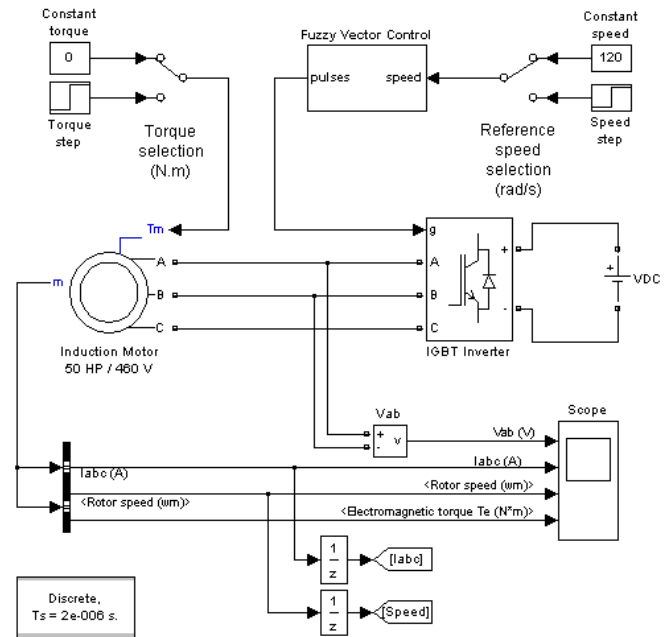 Constant
torque
0
Torque
step
Torque
selection
(N.m)
Fuzzy Vector Control
pulses
speed
Constant
speed
120
Speed
step
Reference
speed
selection
(rad/s)
Tm
m
A
B
C
Induction Motor
50 HP / 460 V
g
A
B
C
+
-
IGBT Inverter
+
VDC
Vab
+
-
v
Scope
Vab (V)
Iabc (A)
<Rotor speed (wm)>
<Electromagnetic torque Te (N*m)>
Iabc (A)
<Rotor speed (wm)>
1
z
[Iabc]
1
z
[Speed]
Discrete,
Ts = 2e-006 s.